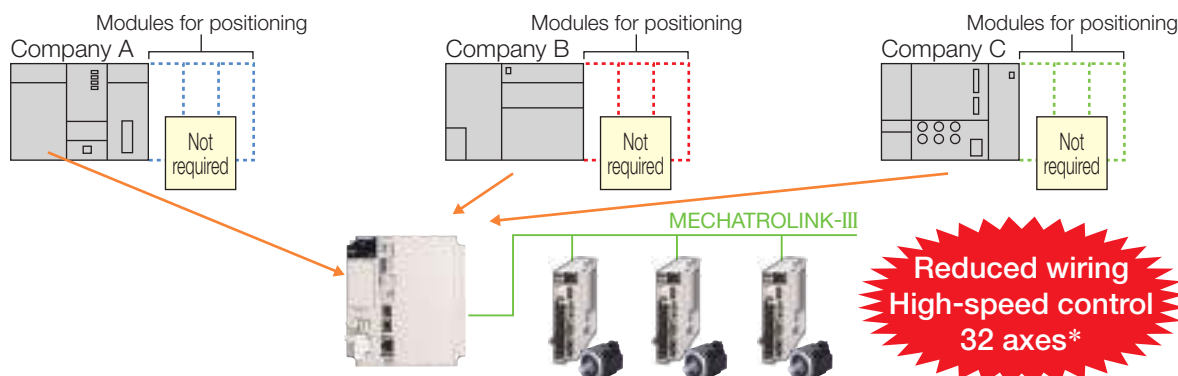 Modules for positioning
Company A
Not
required
Modules for positioning
Company B
Not
required
Modules for positioning
Company C
Not
required
MECHATROLINK-III
Reduced wiring
High-speed control
32 axes*